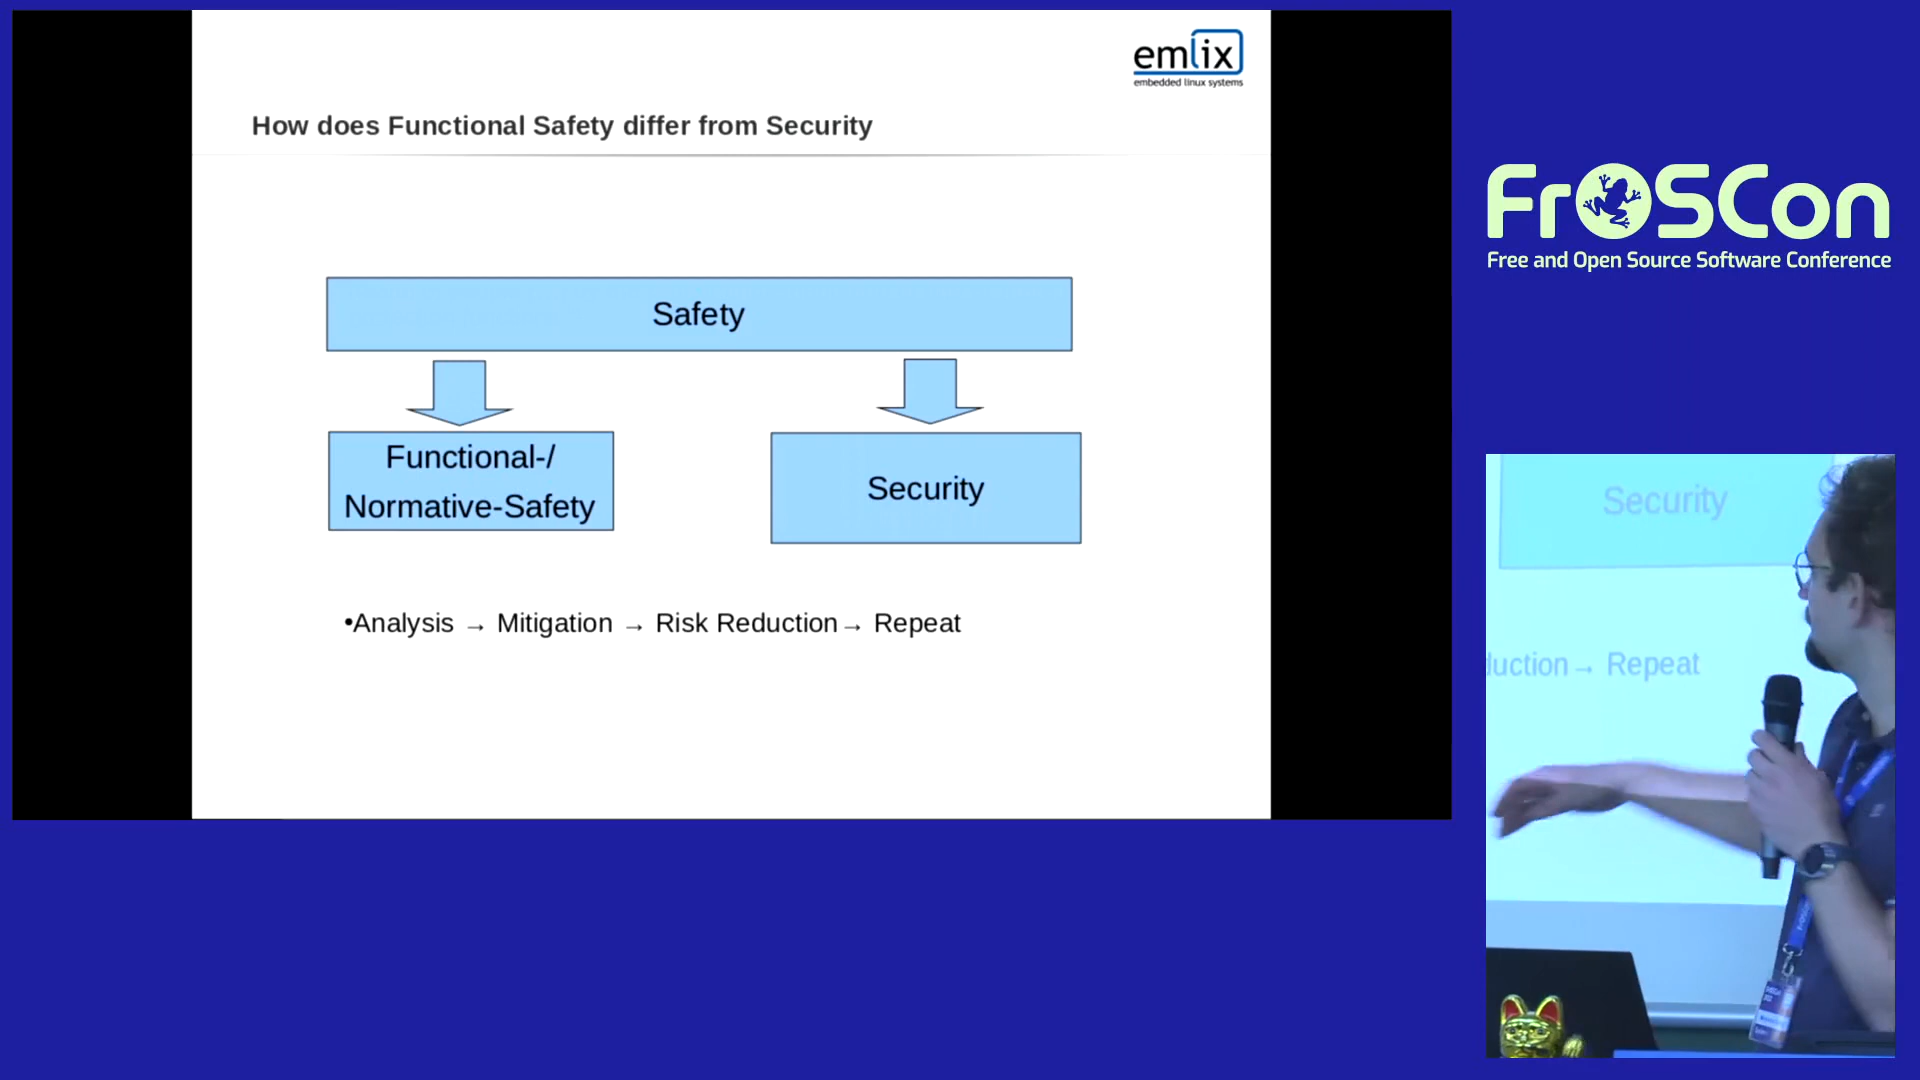 emlix
embedded linux systems
How does Functional Safety differ from Security
Safety
Functional-/
Normative-Safety
Security
•Analysis → Mitigation → Risk Reduction→ Repeat
FrOSCon
Free and Open Source Software Conference
Security
duction→ Repeat